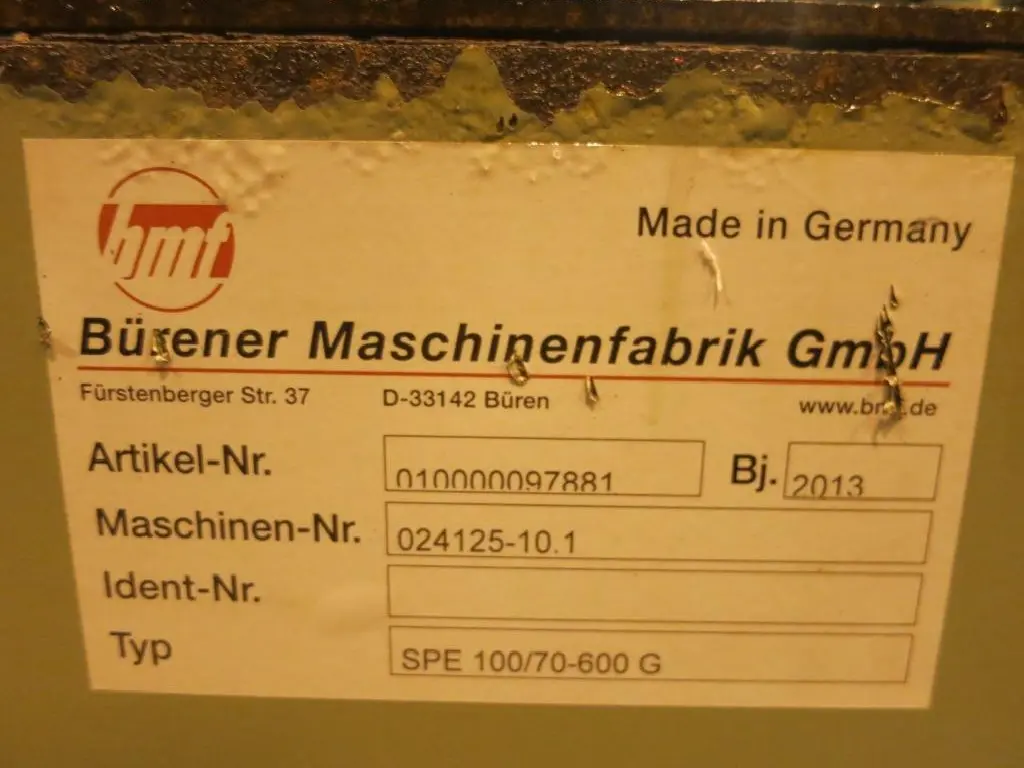 bmf
Made in Germany
Bürener Maschinenfabrik GmbH
Fürstenberger Str. 37 D-33142 Büren
Artikel-Nr. 010000097881 Bj. 2013
Maschinen-Nr. 024125-10.1
Ident-Nr.
Typ SPE 100/70-600 G